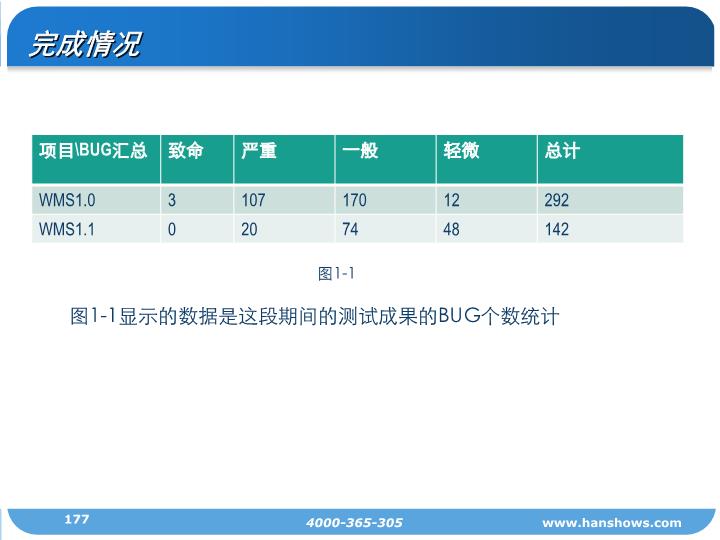 完成情况
项目\BUG汇总 致命 严重 一般 轻微 总计
WMS1.0 3 107 170 12 292
WMS1.1 0 20 74 48 142
图1-1
图1-1显示的数据是这段期间的测试成果的BUG个数统计
177 4000-365-305 www.hanshows.com